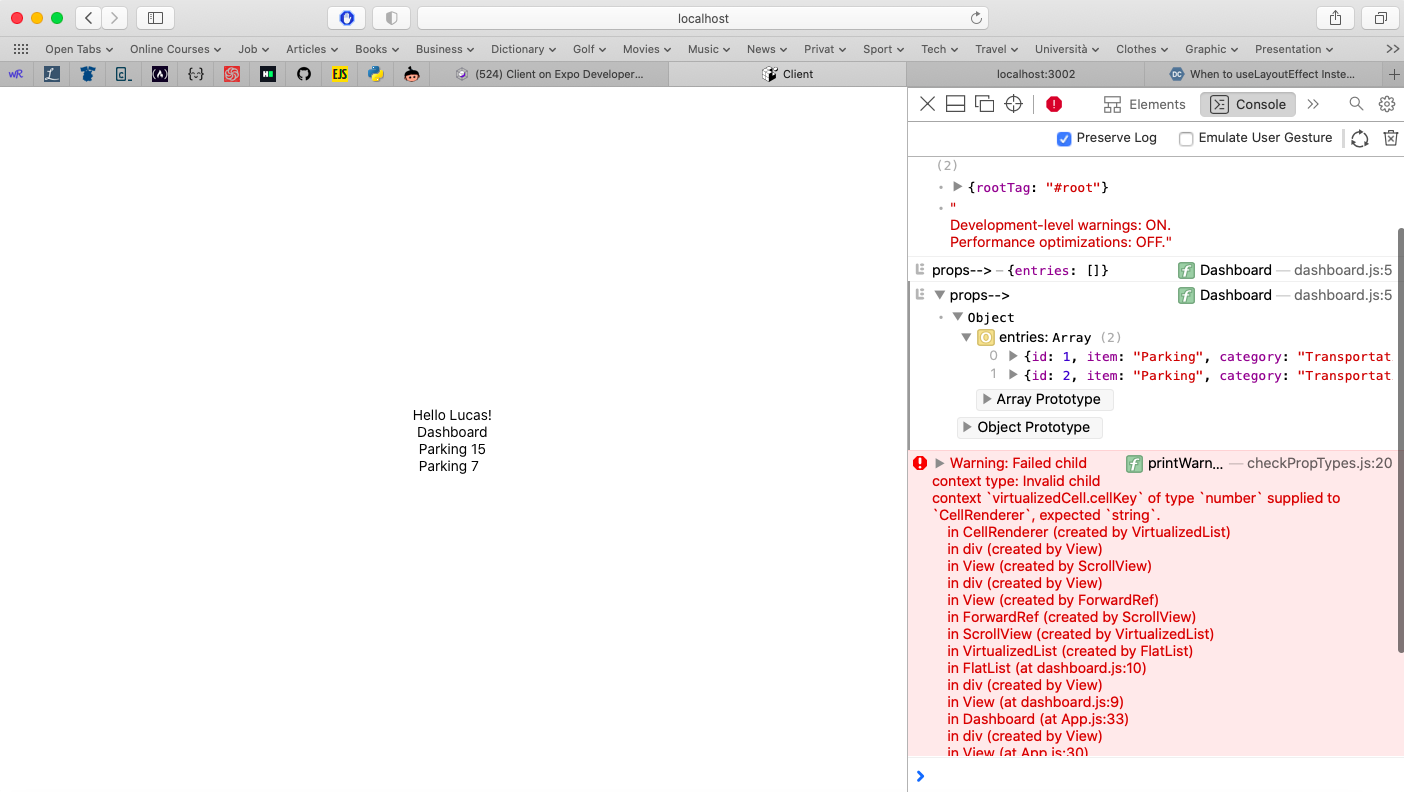 localhost
Open Tabs
Online Courses
Job
Articles
Books
Business
Dictionary
Golf
Movies
Music
News
Privat
Sport
Tech
Travel
Università
Clothes
Graphic
Presentation
wR
EJS
(524) Client on Expo Developer...
Client
localhost:3002
DC
When to useLayoutEffect Inste...
Elements
Console
Preserve Log
Emulate User Gesture
(2)
{rootTag: "#root"}
"
Development-level warnings: ON.
Performance optimizations: OFF."
props--> – {entries: []}
f Dashboard — dashboard.js:5
props-->
f Dashboard — dashboard.js:5
Object
O entries: Array (2)
0 {id: 1, item: "Parking", category: "Transportat
1 {id: 2, item: "Parking", category: "Transportat
Array Prototype
Object Prototype
Hello Lucas!
Dashboard
Parking 15
Parking 7
Warning: Failed child
f printWarn... — checkPropTypes.js:20
context type: Invalid child
context `virtualizedCell.cellKey` of type `number` supplied to
`CellRenderer`, expected `string`.
in CellRenderer (created by VirtualizedList)
in div (created by View)
in View (created by ScrollView)
in div (created by View)
in View (created by ForwardRef)
in ForwardRef (created by ScrollView)
in ScrollView (created by VirtualizedList)
in VirtualizedList (created by FlatList)
in FlatList (at dashboard.js:10)
in div (created by View)
in View (at dashboard.js:9)
in Dashboard (at App.js:33)
in div (created by View)
in View (at App.js:30)